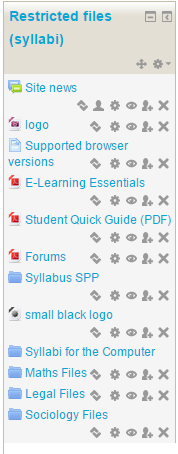 Restricted files
(syllabi)
Site news
logo
Supported browser
versions
E-Learning Essentials
Student Quick Guide (PDF)
Forums
Syllabus SPP
small black logo
Syllabi for the Computer
Maths Files
Legal Files
Sociology Files